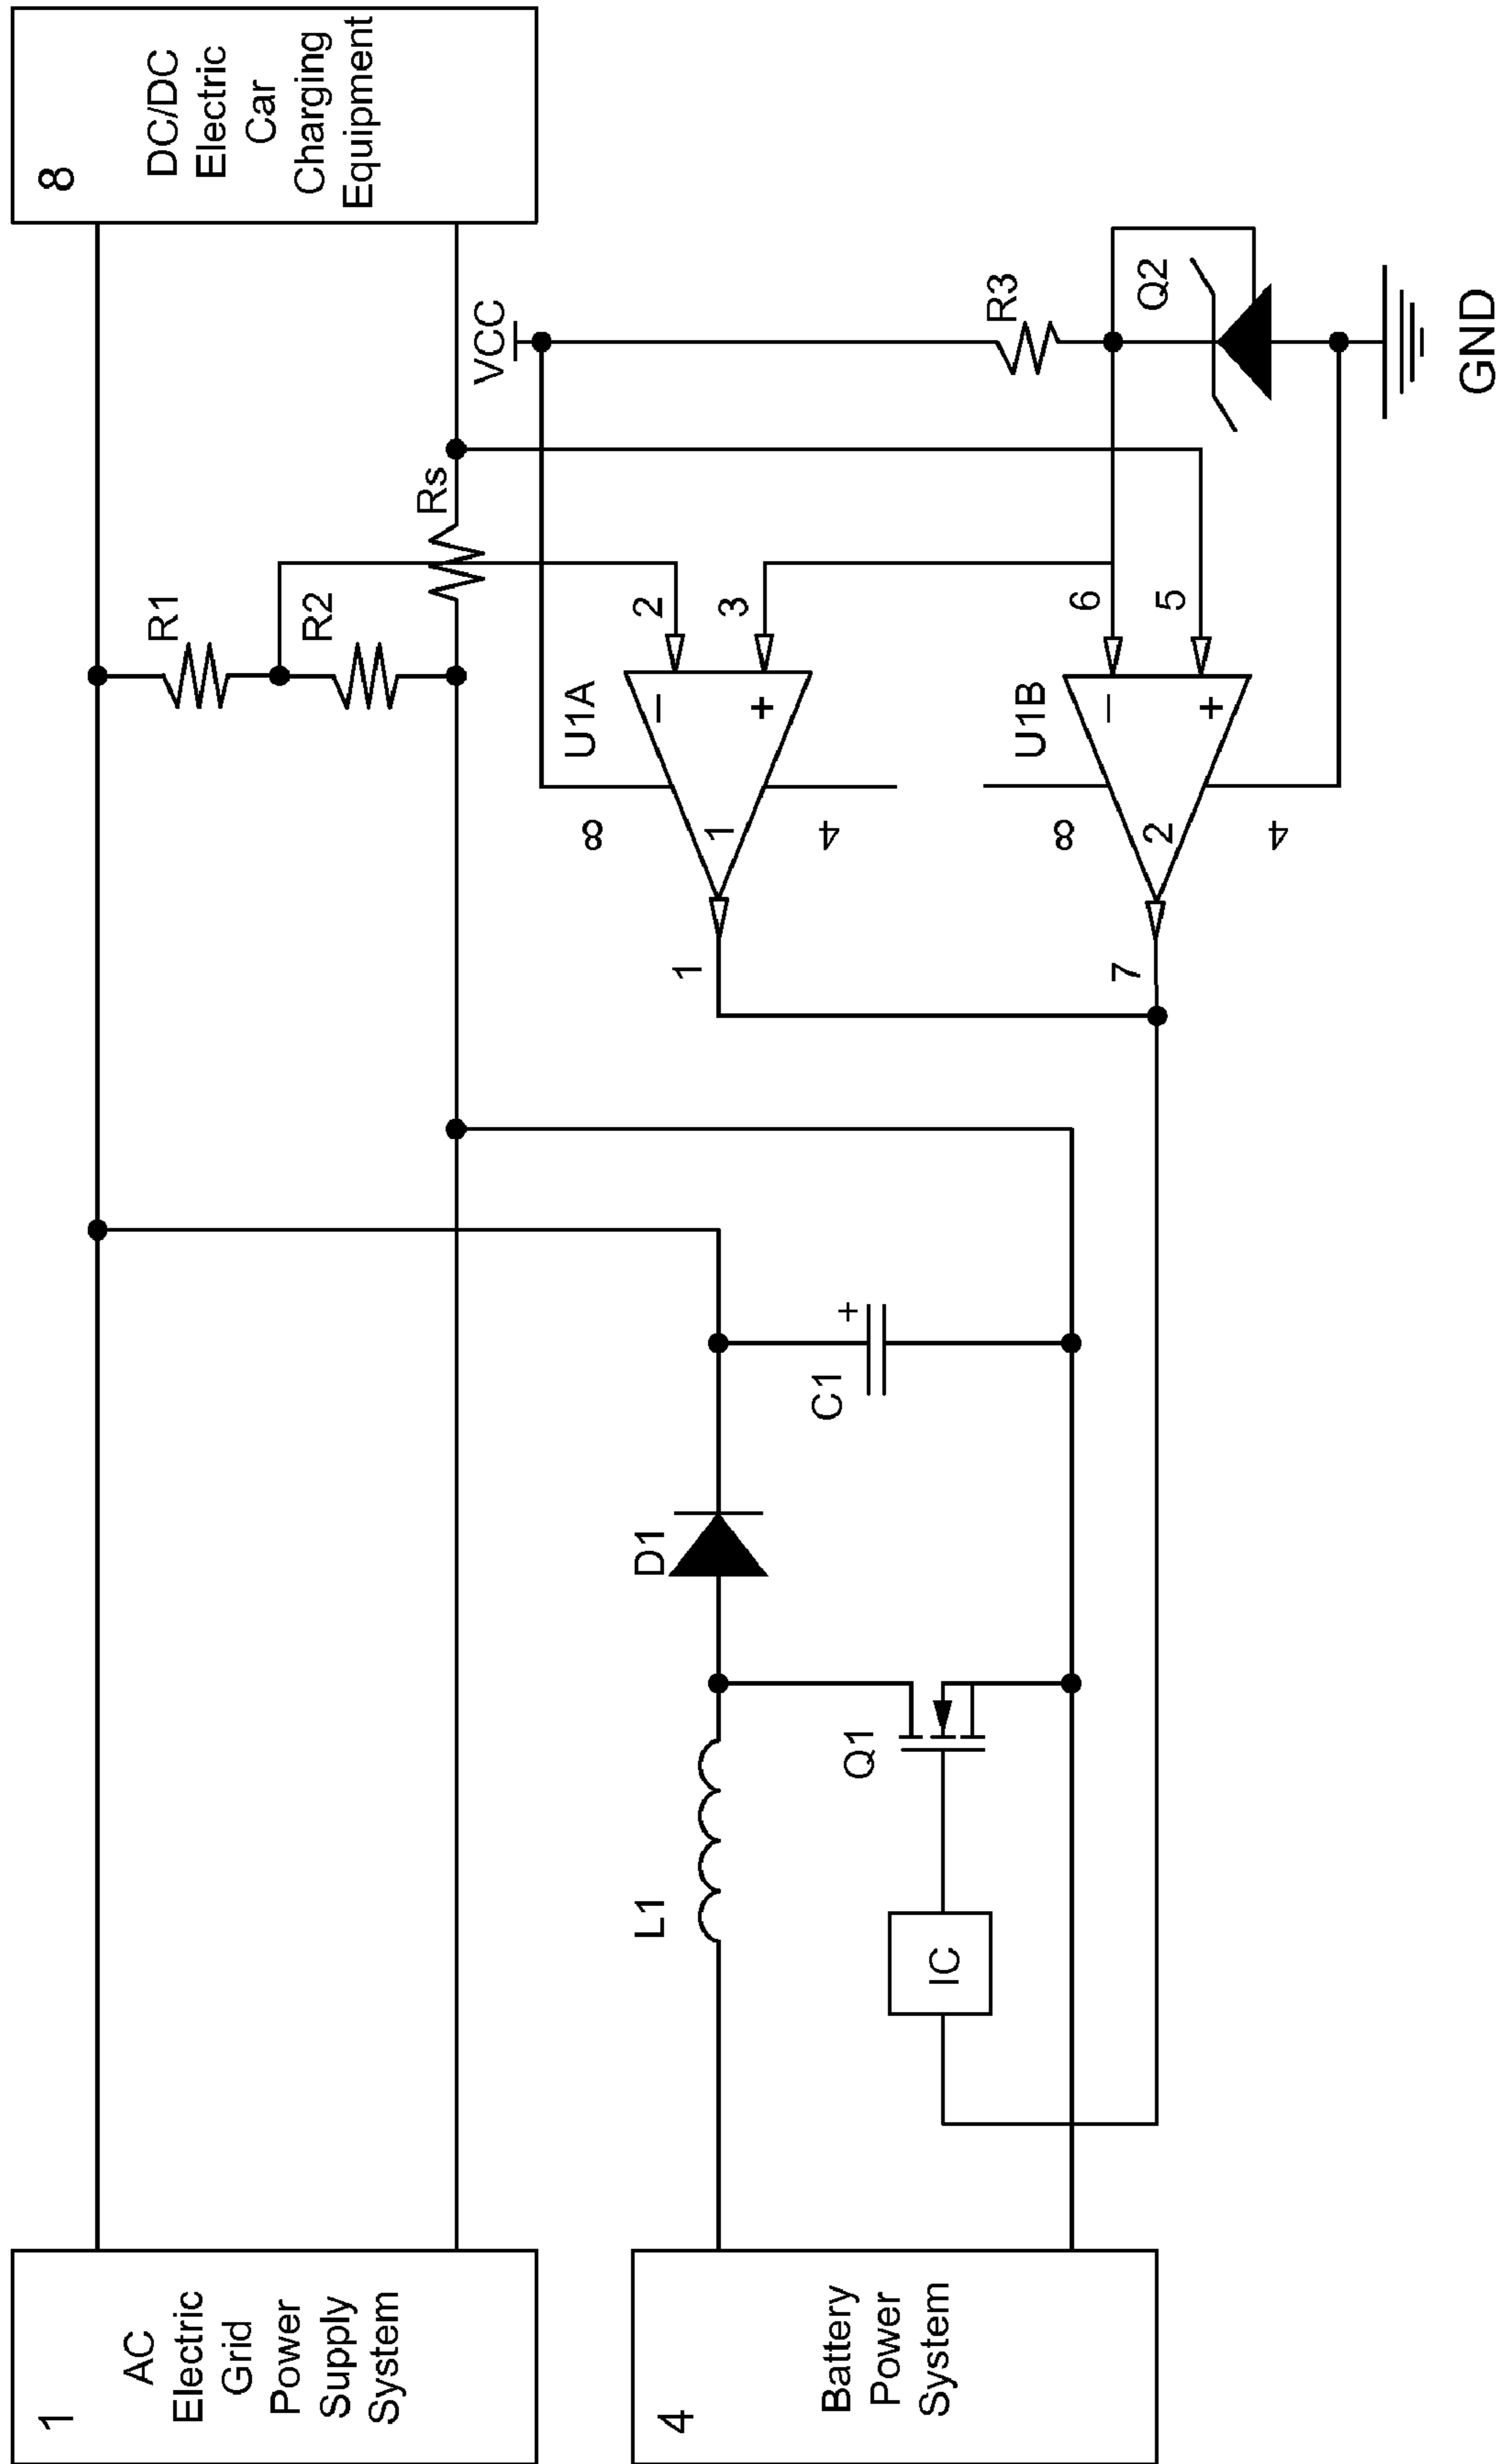 1
AC
Electric
Grid
Power
Supply
System
8
DC/DC
Electric
Car
Charging
Equipment
R1
R2
Rs
VCC
4
Battery
Power
System
L1
D1
+
C1
Q1
IC
U1A
2
3
−
+
8
1
4
1
U1B
6
5
−
+
8
2
4
7
R3
Q2
GND